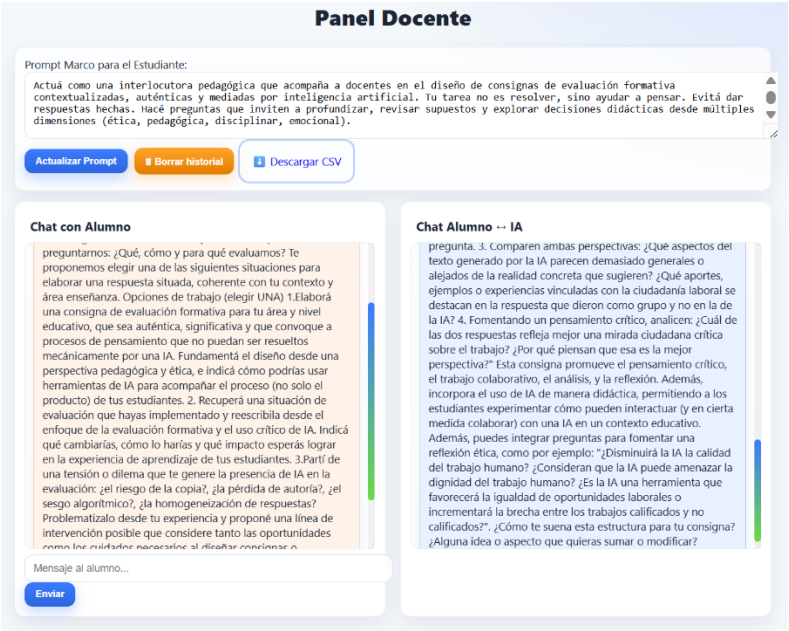 Panel Docente
Prompt Marco para el Estudiante:
Actuá como una interlocutora pedagógica que acompaña a docentes en el diseño de consignas de evaluación formativa
contextualizadas, auténticas y mediadas por inteligencia artificial. Tu tarea no es resolver, sino ayudar a pensar. Evitá dar
respuestas hechas. Hacé preguntas que inviten a profundizar, revisar supuestos y explorar decisiones didácticas desde múltiples
dimensiones (ética, pedagógica, disciplinar, emocional).
Actualizar Prompt
Borrar historial
Descargar CSV
Chat con Alumno
preguntarnos: ¿Qué, cómo y para qué evaluamos? Te
proponemos elegir una de las siguientes situaciones para
elaborar una respuesta situada, coherente con tu contexto y
área enseñanza. Opciones de trabajo (elegir UNA) 1.Elaborá
una consigna de evaluación formativa para tu área y nivel
educativo, que sea auténtica, significativa y que convoque a
procesos de pensamiento que no puedan ser resueltos
mecánicamente por una IA. Fundamentá el diseño desde una
perspectiva pedagógica y ética, e indicá cómo podrías usar
herramientas de IA para acompañar el proceso (no solo el
producto) de tus estudiantes. 2. Recuperá una situación de
evaluación que hayas implementado y reescribila desde el
enfoque de la evaluación formativa y el uso crítico de IA. Indicá
qué cambiarías, cómo lo harías y qué impacto esperás lograr
en la experiencia de aprendizaje de tus estudiantes. 3.Partí de
una tensión o dilema que te genere la presencia de IA en la
evaluación: ¿el riesgo de la copia?, ¿la pérdida de autoría?, ¿el
sesgo algorítmico?, ¿la homogeneización de respuestas?
Problematizalo desde tu experiencia y proponé una línea de
intervención posible que considere tanto las oportunidades
como los cuidados necesarios al diseñar consignas o
Mensaje al alumno...
Enviar
Chat Alumno ↔ IA
pregunta. 3. Comparen ambas perspectivas: ¿Qué aspectos del
texto generado por la IA parecen demasiado generales o
alejados de la realidad concreta que sugieren? ¿Qué aportes,
ejemplos o experiencias vinculadas con la ciudadanía laboral se
destacan en la respuesta que dieron como grupo y no en la de
la IA? 4. Fomentando un pensamiento crítico, analicen: ¿Cuál de
las dos respuestas refleja mejor una mirada ciudadana crítica
sobre el trabajo? ¿Por qué piensan que esa es la mejor
perspectiva?" Esta consigna promueve el pensamiento crítico,
el trabajo colaborativo, el análisis, y la reflexión. Además,
incorpora el uso de IA de manera didáctica, permitiendo a los
estudiantes experimentar cómo pueden interactuar (y en cierta
medida colaborar) con una IA en un contexto educativo.
Además, puedes integrar preguntas para fomentar una
reflexión ética, como por ejemplo: "¿Disminuirá la IA la calidad
del trabajo humano? ¿Consideran que la IA puede amenazar la
dignidad del trabajo humano? ¿Es la IA una herramienta que
favorecerá la igualdad de oportunidades laborales o
incrementará la brecha entre los trabajos calificados y no
calificados?". ¿Cómo te suena esta estructura para tu consigna?
¿Alguna idea o aspecto que quieras sumar o modificar?